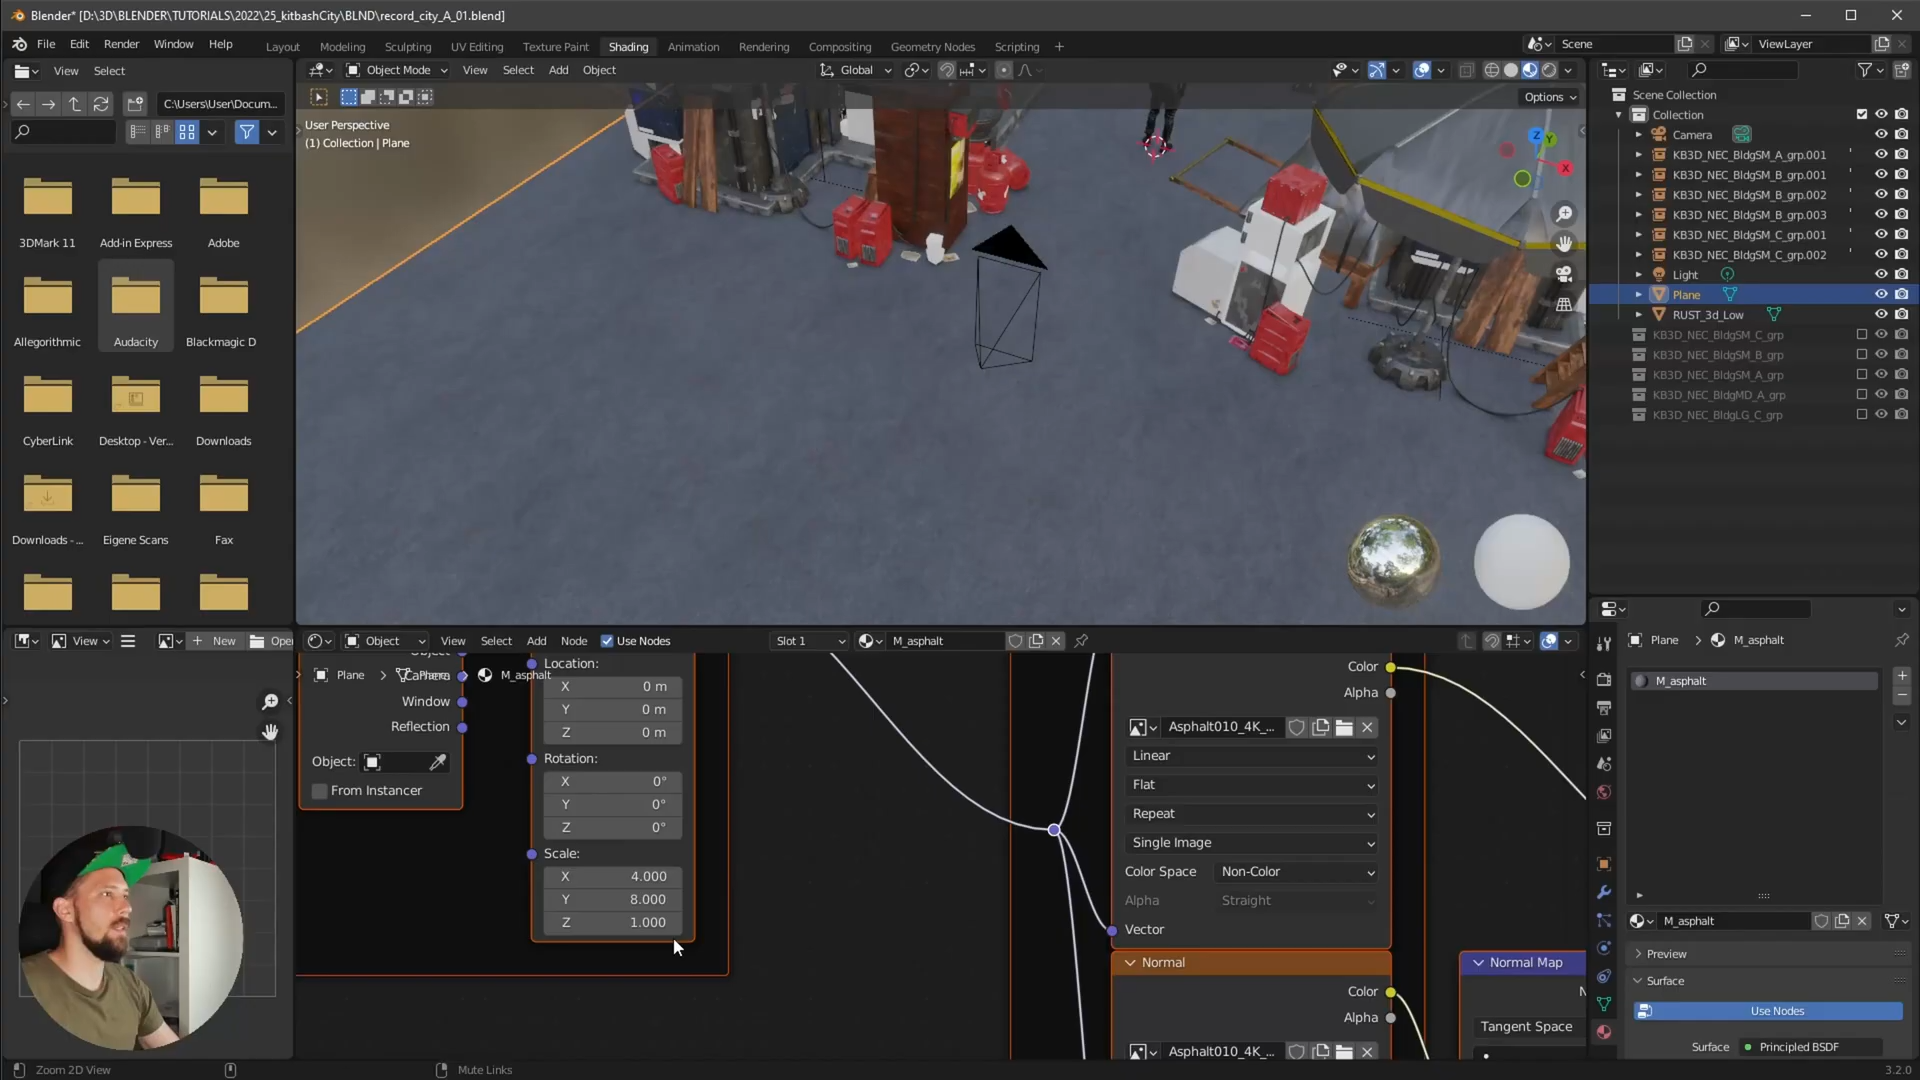 Blender* [D:\3D\BLENDER\TUTORIALS\2022\25_kitbashCity\BLND\record_city_A_01.blend]
File Edit Render Window Help
Layout Modeling Sculpting UV Editing Texture Paint Shading Animation Rendering Compositing Geometry Nodes Scripting +
Scene ViewLayer
View Select
Object Mode View Select Add Object
Global
C:\Users\User\Docum...
Options
User Perspective
(1) Collection | Plane
Z Y X
Scene Collection
Collection
Camera
KB3D_NEC_BldgSM_A_grp.001
KB3D_NEC_BldgSM_B_grp.001
KB3D_NEC_BldgSM_B_grp.002
KB3D_NEC_BldgSM_B_grp.003
KB3D_NEC_BldgSM_C_grp.001
KB3D_NEC_BldgSM_C_grp.002
Light
Plane
RUST_3d_Low
KB3D_NEC_BldgSM_C_grp
KB3D_NEC_BldgSM_B_grp
KB3D_NEC_BldgSM_A_grp
KB3D_NEC_BldgMD_A_grp
KB3D_NEC_BldgLG_C_grp
3DMark 11 Add-in Express Adobe
Allegorithmic Audacity Blackmagic D
CyberLink Desktop - Ver... Downloads
Downloads - ... Eigene Scans Fax
View + New Open
Object View Select Add Node Use Nodes Slot 1 M_asphalt
Plane > Plane > M_asphalt
Camera
Window
Reflection
Object:
From Instancer
Location:
X 0 m
Y 0 m
Z 0 m
Rotation:
X 0°
Y 0°
Z 0°
Scale:
X 4.000
Y 8.000
Z 1.000
Color
Alpha
Asphalt010_4K_...
Linear
Flat
Repeat
Single Image
Color Space Non-Color
Alpha Straight
Vector
Normal
Color
Alpha
Asphalt010_4K_...
Normal Map
Tangent Space
Plane > M_asphalt
M_asphalt
M_asphalt
Preview
Surface
Use Nodes
Surface Principled BSDF
Zoom 2D View
Mute Links
3.2.0